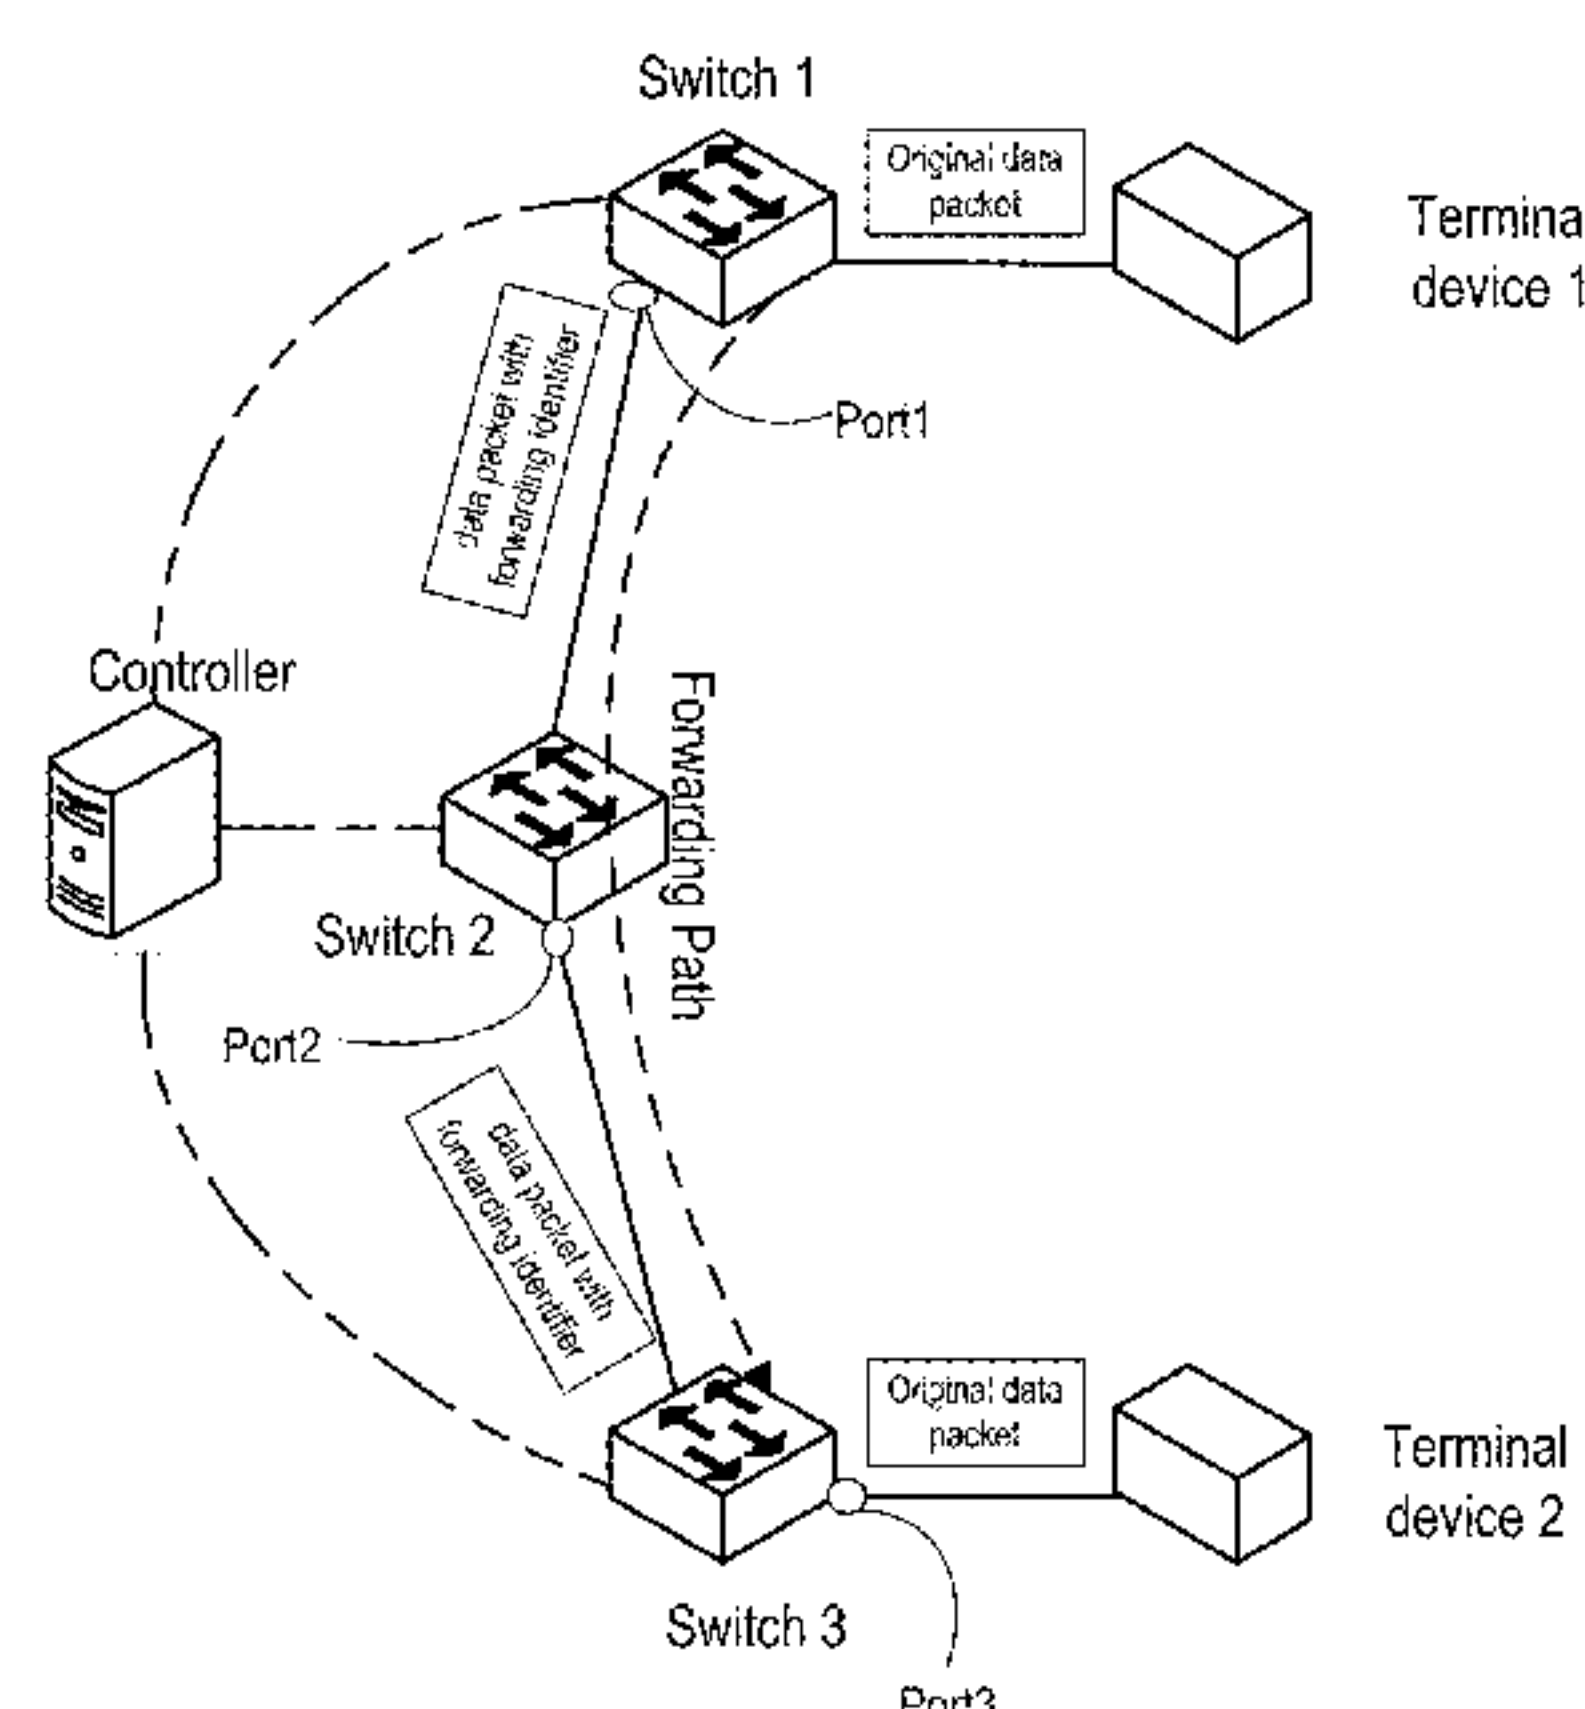 Switch 1
Original data
packet
Termina
device 1
data packet with
forwarding identifier
Port1
Controller
Forwarding Path
Switch 2
Port2
data packet with
forwarding identifier
Original data
packet
Terminal
device 2
Switch 3
Port3